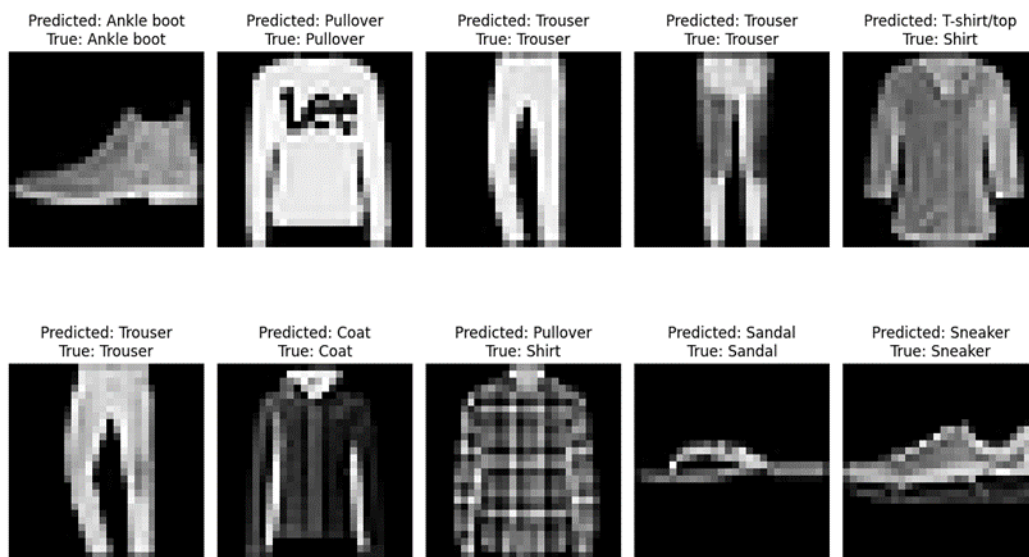 Predicted: Ankle boot
True: Ankle boot
Predicted: Pullover
True: Pullover
Predicted: Trouser
True: Trouser
Predicted: Trouser
True: Trouser
Predicted: T-shirt/top
True: Shirt
Lee
Predicted: Trouser
True: Trouser
Predicted: Coat
True: Coat
Predicted: Pullover
True: Shirt
Predicted: Sandal
True: Sandal
Predicted: Sneaker
True: Sneaker